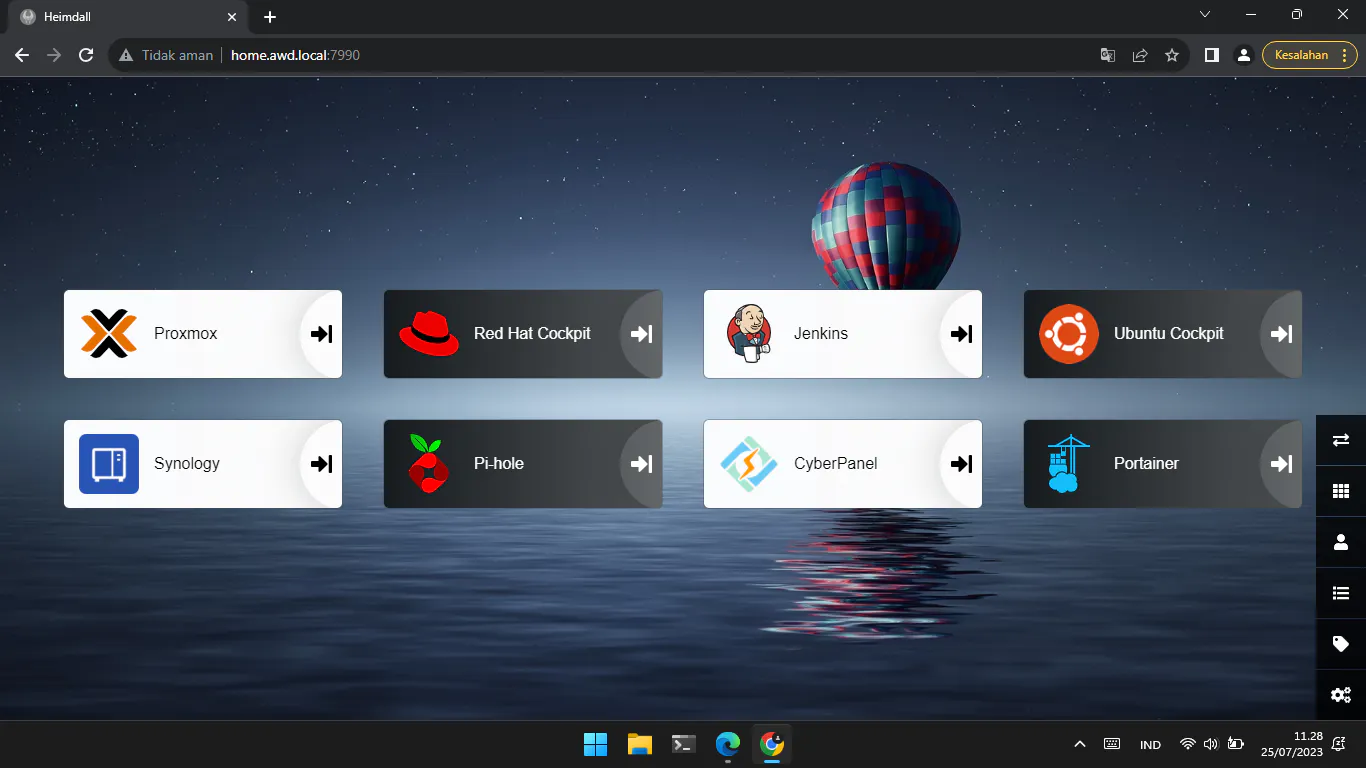 Heimdall
Tidak aman
home.awd.local:7990
Kesalahan
Proxmox
Red Hat Cockpit
Jenkins
Ubuntu Cockpit
Synology
Pi-hole
CyberPanel
Portainer
IND
11.28
25/07/2023